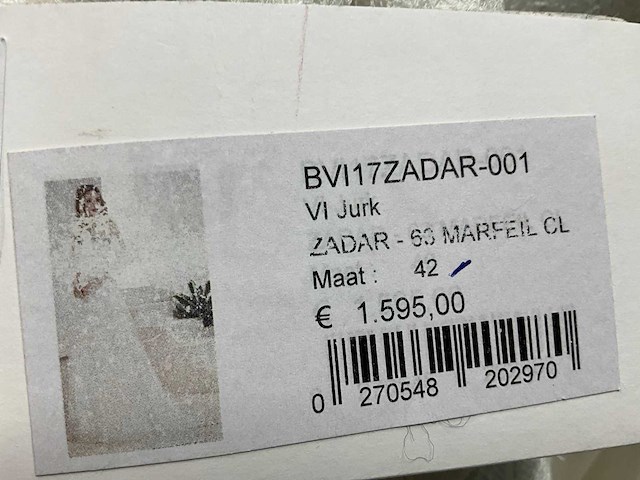 BVI17ZADAR-001
VI Jurk
ZADAR - 63 MARFEIL CL
Maat : 42
€ 1.595,00
0 270548 202970